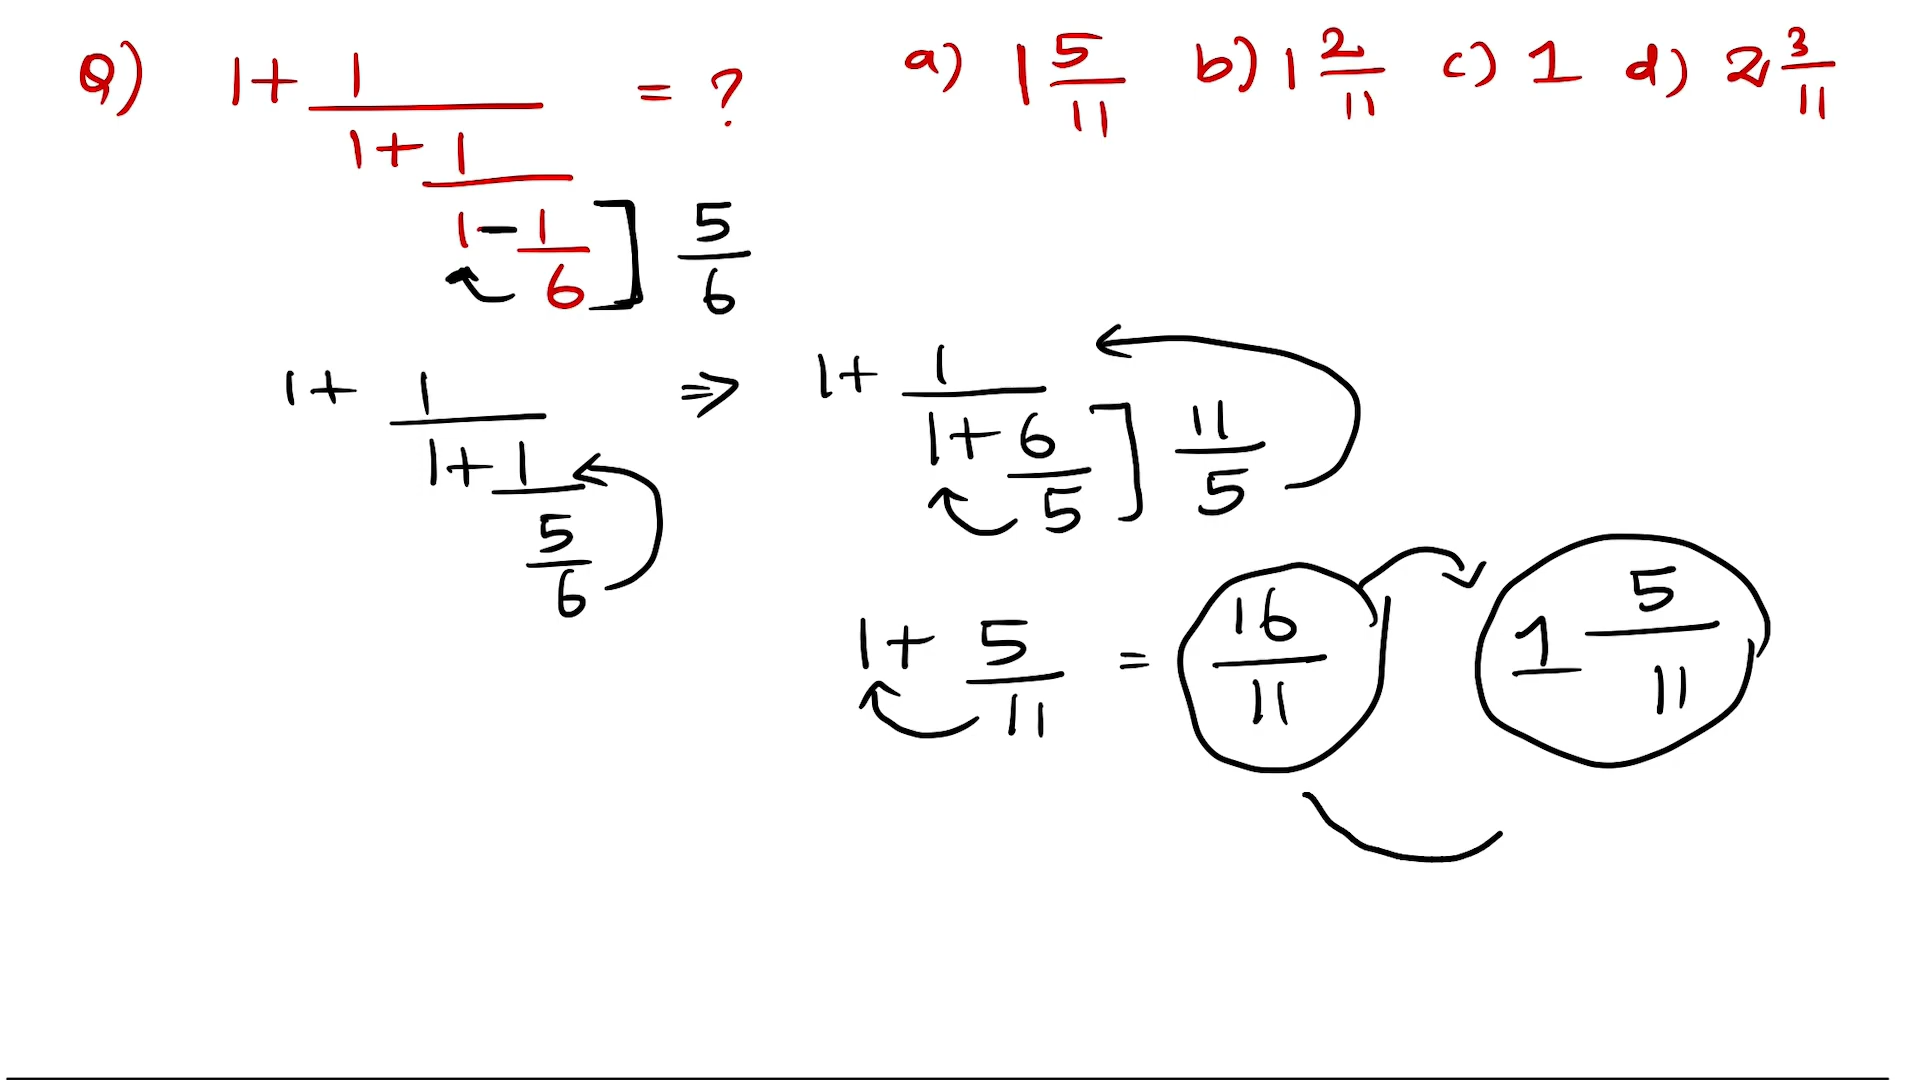 Q) 1 + 1/(1 + 1/(1 - 1/6)) = ? a) 1 5/11 b) 1 2/11 c) 1 d) 2 3/11
] 5/6
1 + 1/(1 + 1/(5/6)) ⇒ 1 + 1/(1 + 6/5) ] 11/5
1 + 5/11 = 16/11 1 5/11